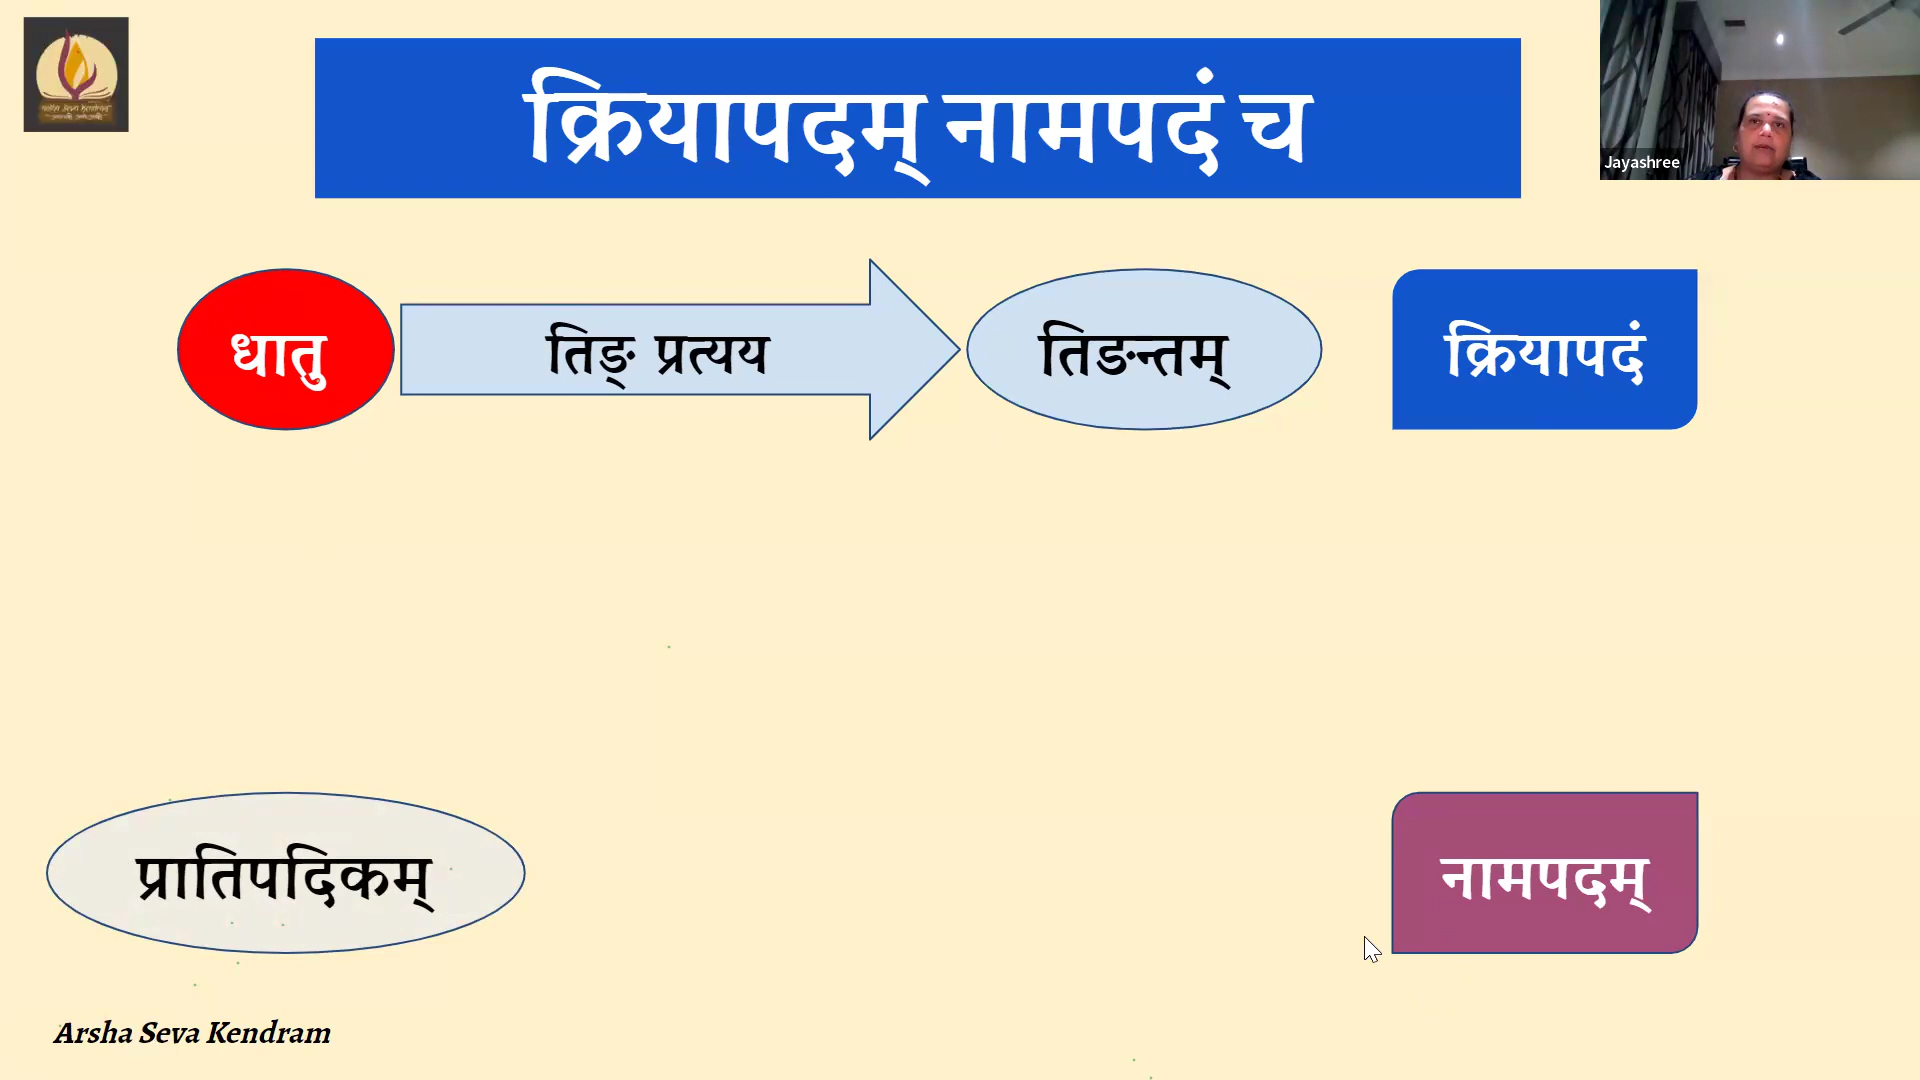 क्रियापदम् नामपदं च
Jayashree
धातु
तिङ् प्रत्यय
तिङन्तम्
क्रियापदं
प्रातिपदिकम्
नामपदम्
Arsha Seva Kendram